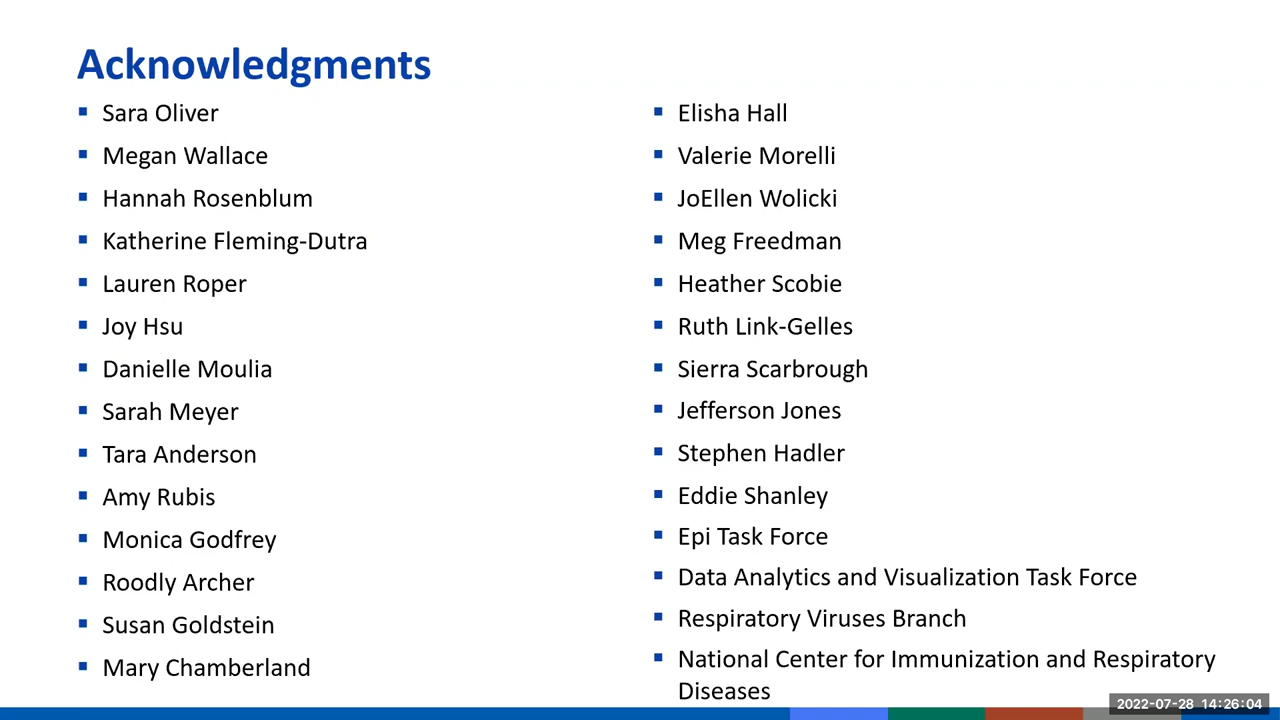 Acknowledgments
▪ Sara Oliver
▪ Megan Wallace
▪ Hannah Rosenblum
▪ Katherine Fleming-Dutra
▪ Lauren Roper
▪ Joy Hsu
▪ Danielle Moulia
▪ Sarah Meyer
▪ Tara Anderson
▪ Amy Rubis
▪ Monica Godfrey
▪ Roodly Archer
▪ Susan Goldstein
▪ Mary Chamberland
▪ Elisha Hall
▪ Valerie Morelli
▪ JoEllen Wolicki
▪ Meg Freedman
▪ Heather Scobie
▪ Ruth Link-Gelles
▪ Sierra Scarbrough
▪ Jefferson Jones
▪ Stephen Hadler
▪ Eddie Shanley
▪ Epi Task Force
▪ Data Analytics and Visualization Task Force
▪ Respiratory Viruses Branch
▪ National Center for Immunization and Respiratory
Diseases
2022-07-28 14:26:04